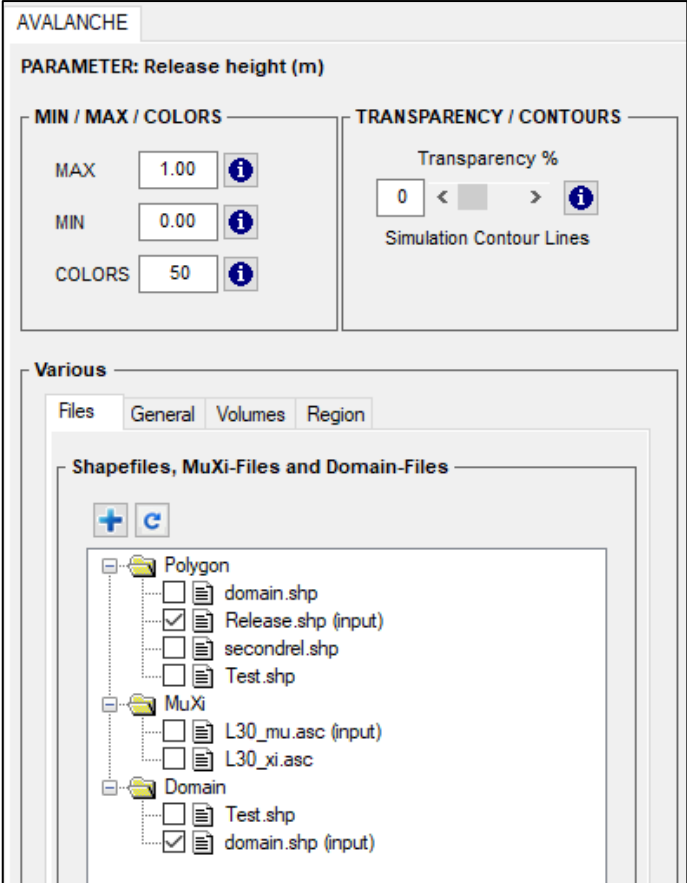 AVALANCHE
PARAMETER: Release height (m)
MIN / MAX / COLORS
MAX 1.00
MIN 0.00
COLORS 50
TRANSPARENCY / CONTOURS
Transparency %
0
Simulation Contour Lines
Various
Files General Volumes Region
Shapefiles, MuXi-Files and Domain-Files
Polygon
domain.shp
Release.shp (input)
secondrel.shp
Test.shp
MuXi
L30_mu.asc (input)
L30_xi.asc
Domain
Test.shp
domain.shp (input)